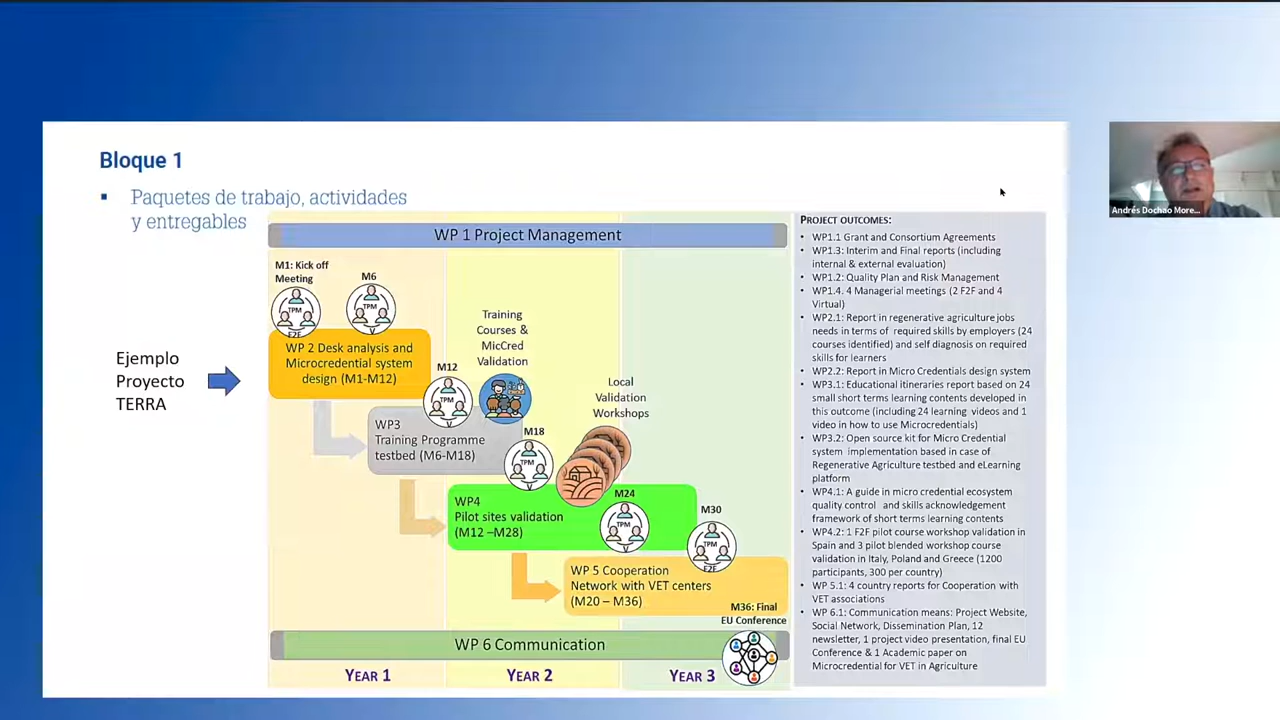 Bloque 1
▪ Paquetes de trabajo, actividades
y entregables
Ejemplo
Proyecto
TERRA
WP 1 Project Management
M1: Kick off
Meeting
M6
TPM
F2F
TPM
V
WP 2 Desk analysis and
Microcredential system
design (M1-M12)
Training
Courses &
MicCred
Validation
M12
TPM
V
WP3
Training Programme
testbed (M6-M18)
Local
Validation
Workshops
M18
TPM
V
WP4
Pilot sites validation
(M12 –M28)
M24
TPM
V
M30
TPM
F2F
WP 5 Cooperation
Network with VET centers
(M20 – M36)
M36: Final
EU Conference
WP 6 Communication
YEAR 1
YEAR 2
YEAR 3
PROJECT OUTCOMES:
• WP1.1 Grant and Consortium Agreements
• WP1.3: Interim and Final reports (including
internal & external evaluation)
• WP1.2: Quality Plan and Risk Management
• WP1.4. 4 Managerial meetings (2 F2F and 4
Virtual)
• WP2.1: Report in regenerative agriculture jobs
needs in terms of required skills by employers (24
courses identified) and self diagnosis on required
skills for learners
• WP2.2: Report in Micro Credentials design system
• WP3.1: Educational itineraries report based on 24
small short terms learning contents developed in
this outcome (including 24 learning videos and 1
video in how to use Microcredentials)
• WP3.2: Open source kit for Micro Credential
system implementation based in case of
Regenerative Agriculture testbed and eLearning
platform
• WP4.1: A guide in micro credential ecosystem
quality control and skills acknowledgement
framework of short terms learning contents
• WP4.2: 1 F2F pilot course workshop validation in
Spain and 3 pilot blended workshop course
validation in Italy, Poland and Greece (1200
participants, 300 per country)
• WP 5.1: 4 country reports for Cooperation with
VET associations
• WP 6.1: Communication means: Project Website,
Social Network, Dissemination Plan, 12
newsletter, 1 project video presentation, final EU
Conference & 1 Academic paper on
Microcredential for VET in Agriculture
Andrés Dochao More...